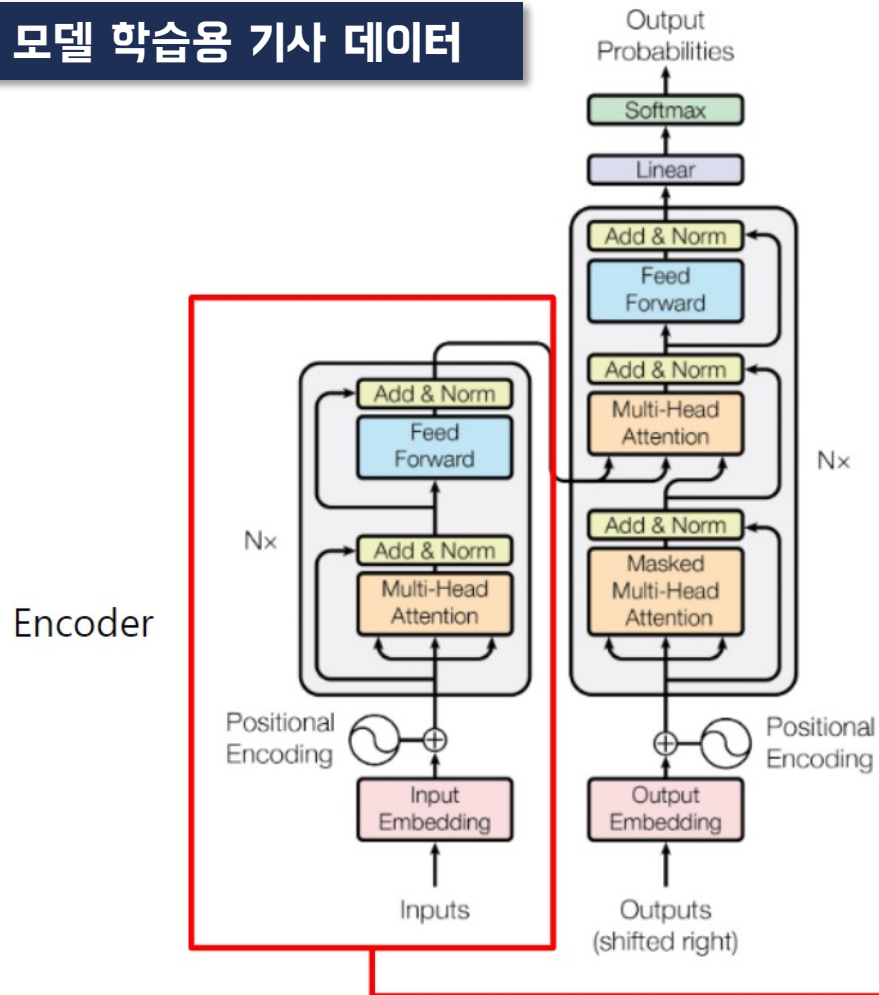 모델 학습용 기사 데이터
Output
Probabilities
Softmax
Linear
Add & Norm
Feed
Forward
Add & Norm
Multi-Head
Attention
Nx
Add & Norm
Masked
Multi-Head
Attention
Positional
Encoding
Output
Embedding
Outputs
(shifted right)
Encoder
Add & Norm
Feed
Forward
Nx
Add & Norm
Multi-Head
Attention
Positional
Encoding
Input
Embedding
Inputs